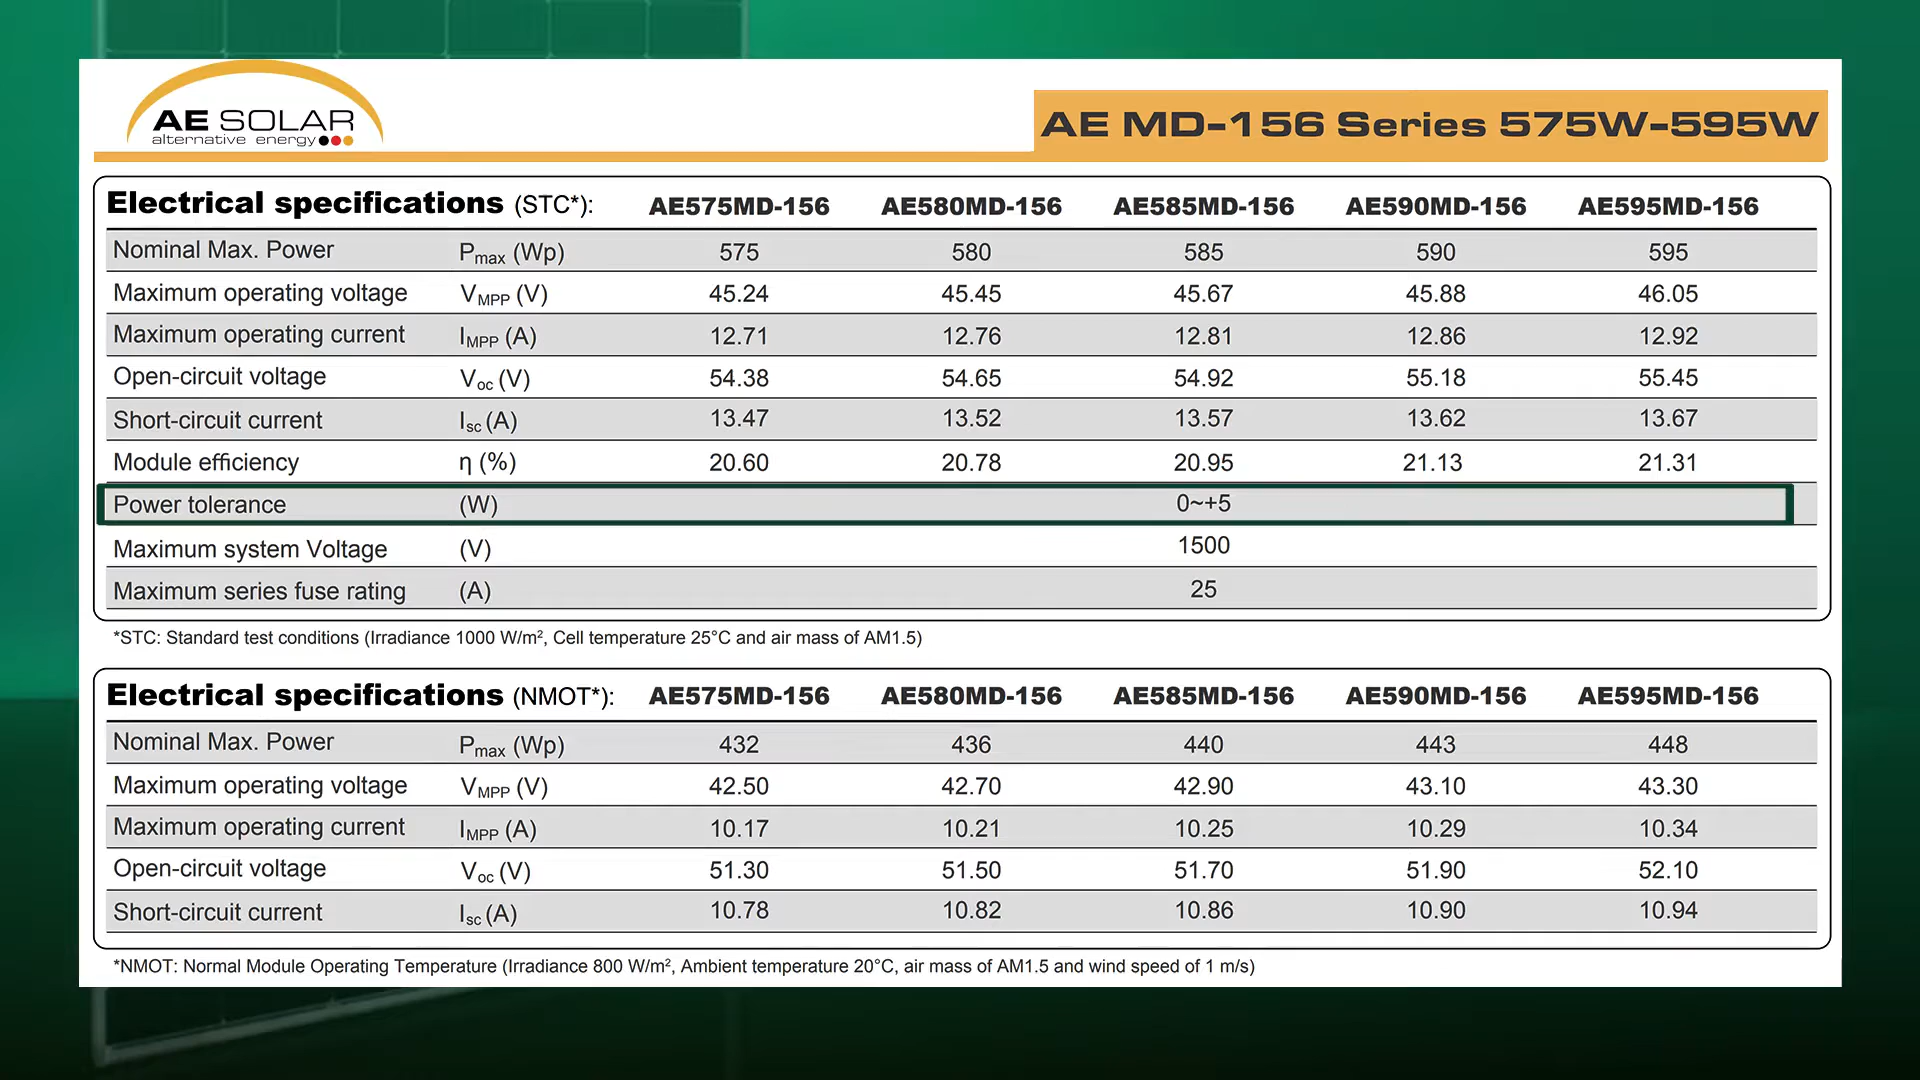 AE SOLAR
alternative energy
AE MD-156 Series 575W-595W
Electrical specifications (STC*): AE575MD-156 AE580MD-156 AE585MD-156 AE590MD-156 AE595MD-156
Nominal Max. Power Pmax (Wp) 575 580 585 590 595
Maximum operating voltage VMPP (V) 45.24 45.45 45.67 45.88 46.05
Maximum operating current IMPP (A) 12.71 12.76 12.81 12.86 12.92
Open-circuit voltage Voc (V) 54.38 54.65 54.92 55.18 55.45
Short-circuit current Isc (A) 13.47 13.52 13.57 13.62 13.67
Module efficiency η (%) 20.60 20.78 20.95 21.13 21.31
Power tolerance (W) 0~+5
Maximum system Voltage (V) 1500
Maximum series fuse rating (A) 25
*STC: Standard test conditions (Irradiance 1000 W/m², Cell temperature 25°C and air mass of AM1.5)
Electrical specifications (NMOT*): AE575MD-156 AE580MD-156 AE585MD-156 AE590MD-156 AE595MD-156
Nominal Max. Power Pmax (Wp) 432 436 440 443 448
Maximum operating voltage VMPP (V) 42.50 42.70 42.90 43.10 43.30
Maximum operating current IMPP (A) 10.17 10.21 10.25 10.29 10.34
Open-circuit voltage Voc (V) 51.30 51.50 51.70 51.90 52.10
Short-circuit current Isc (A) 10.78 10.82 10.86 10.90 10.94
*NMOT: Normal Module Operating Temperature (Irradiance 800 W/m², Ambient temperature 20°C, air mass of AM1.5 and wind speed of 1 m/s)